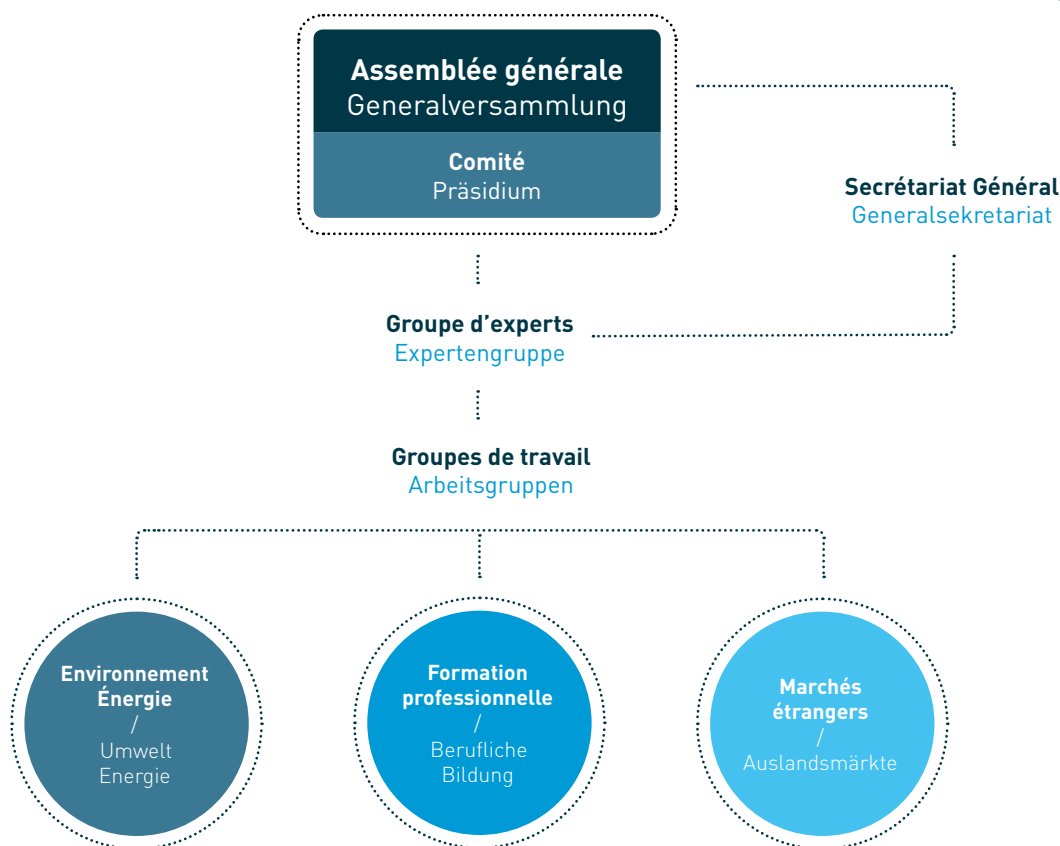 Assemblée générale
Generalversammlung
Comité
Präsidium
Secrétariat Général
Generalsekretariat
Groupe d’experts
Expertengruppe
Groupes de travail
Arbeitsgruppen
Environnement
Énergie
/
Umwelt
Energie
Formation
professionnelle
/
Berufliche
Bildung
Marchés
étrangers
/
Auslandsmärkte